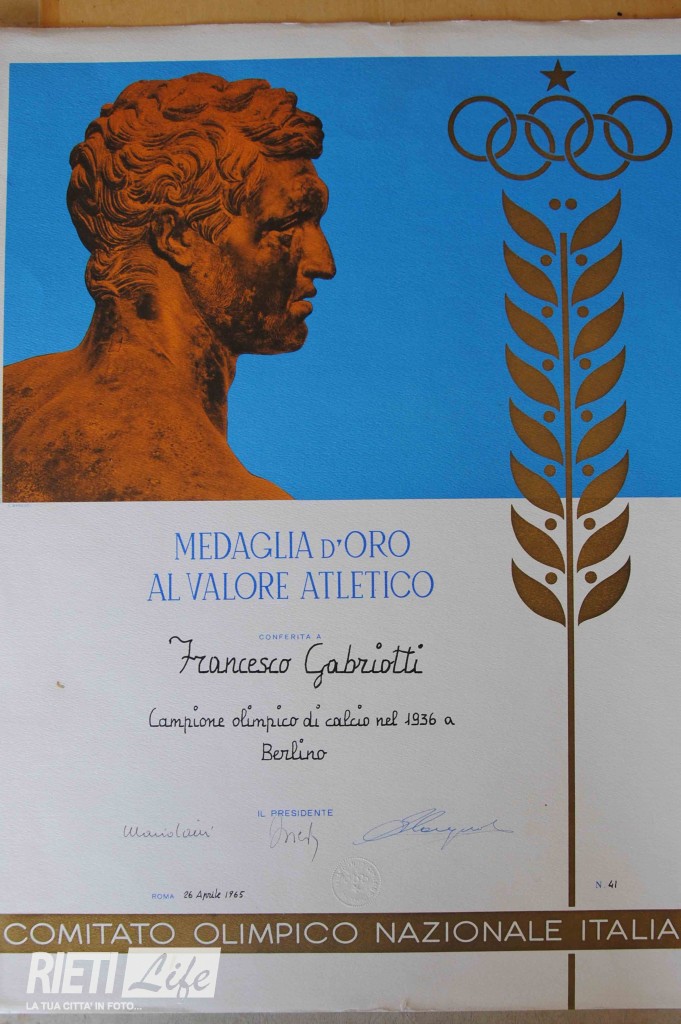 MEDAGLIA D'ORO
AL VALORE ATLETICO
CONFERITA A
Francesco Gabriotti
Campione olimpico di calcio nel 1936 a
Berlino
IL PRESIDENTE
ROMA 26 Aprile 1965
N. 41
COMITATO OLIMPICO NAZIONALE ITALIA
RIETI Life
LA TUA CITTA' IN FOTO...